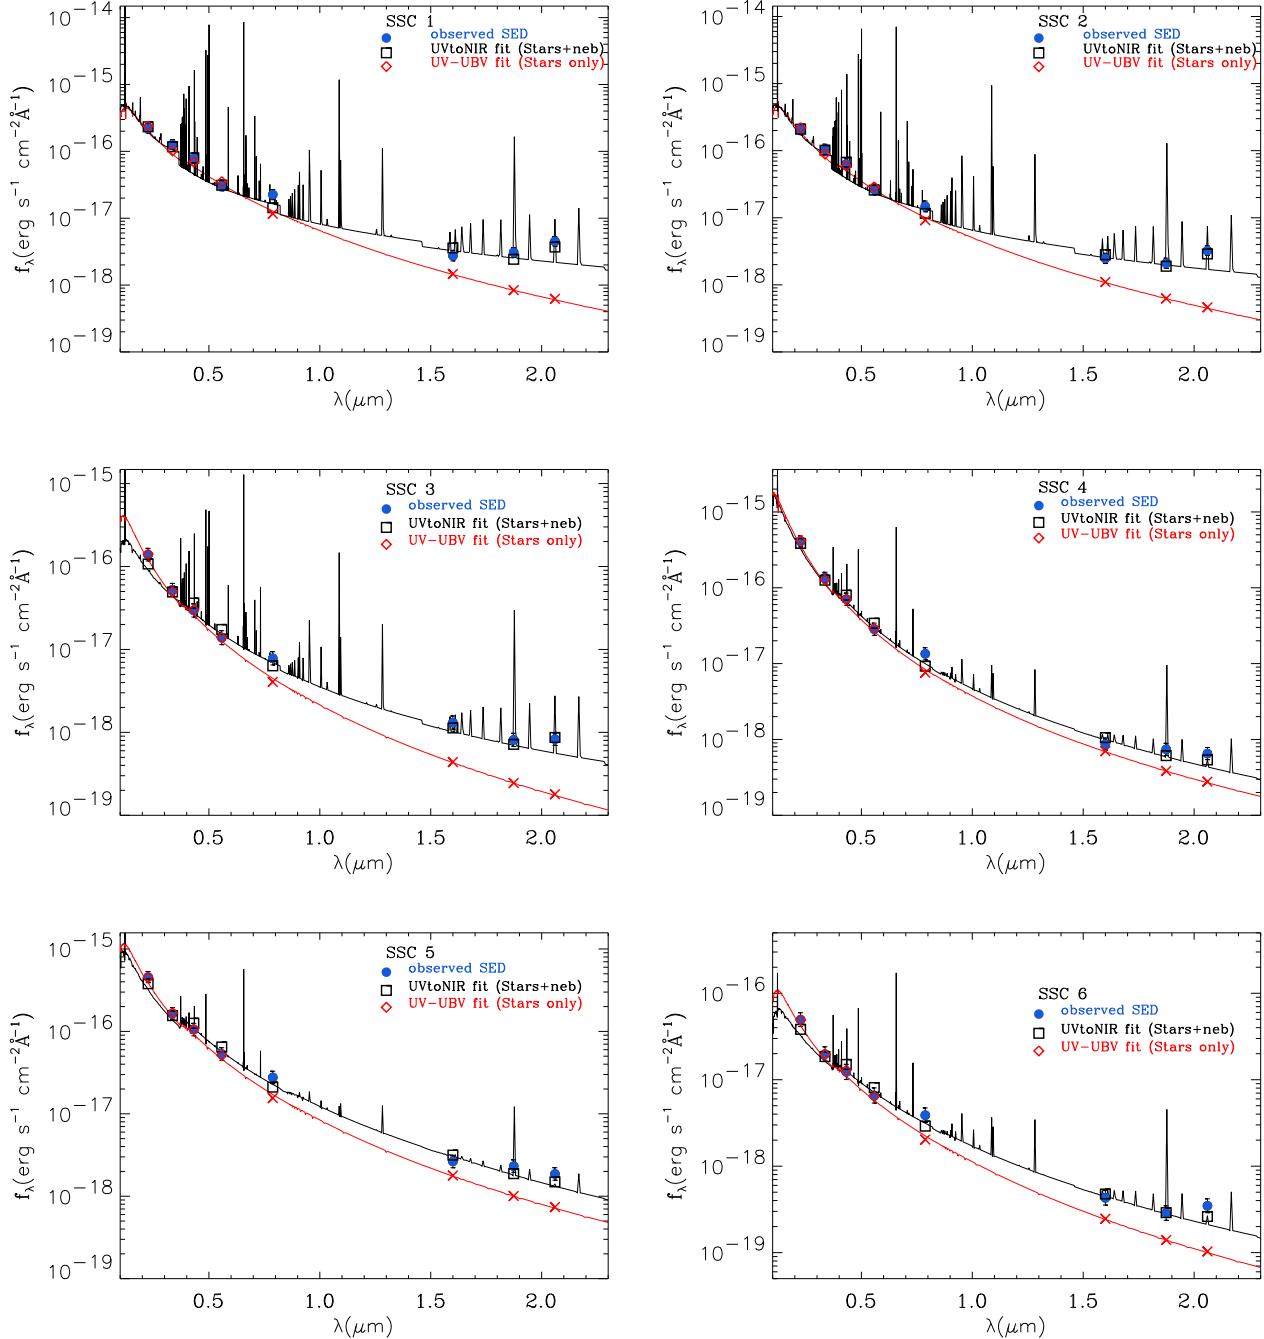 SSC 1
observed SED
UVtoNIR fit (Stars+neb)
UV−UBV fit (Stars only)
10−14
10−15
10−16
10−17
10−18
10−19
fλ(erg s−1 cm−2Å−1)
0.5 1.0 1.5 2.0
λ(μm)
SSC 2
observed SED
UVtoNIR fit (Stars+neb)
UV−UBV fit (Stars only)
10−14
10−15
10−16
10−17
10−18
10−19
fλ(erg s−1 cm−2Å−1)
0.5 1.0 1.5 2.0
λ(μm)
SSC 3
observed SED
UVtoNIR fit (Stars+neb)
UV−UBV fit (Stars only)
10−15
10−16
10−17
10−18
10−19
fλ(erg s−1 cm−2Å−1)
0.5 1.0 1.5 2.0
λ(μm)
SSC 4
observed SED
UVtoNIR fit (Stars+neb)
UV−UBV fit (Stars only)
10−15
10−16
10−17
10−18
10−19
fλ(erg s−1 cm−2Å−1)
0.5 1.0 1.5 2.0
λ(μm)
SSC 5
observed SED
UVtoNIR fit (Stars+neb)
UV−UBV fit (Stars only)
10−15
10−16
10−17
10−18
10−19
fλ(erg s−1 cm−2Å−1)
0.5 1.0 1.5 2.0
λ(μm)
SSC 6
observed SED
UVtoNIR fit (Stars+neb)
UV−UBV fit (Stars only)
10−16
10−17
10−18
10−19
fλ(erg s−1 cm−2Å−1)
0.5 1.0 1.5 2.0
λ(μm)